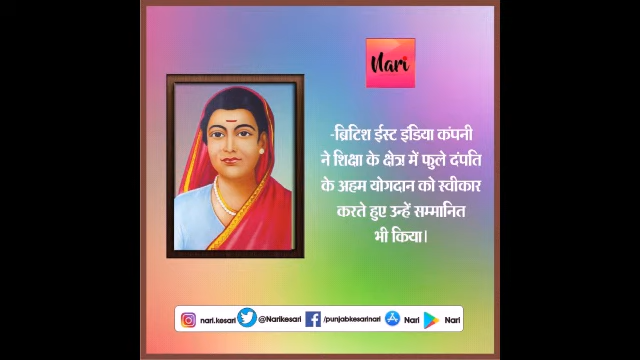 Nari
-ब्रिटिश ईस्ट इंडिया कंपनी
ने शिक्षा के क्षेत्र में फुले दंपति
के अहम योगदान को स्वीकार
करते हुए उन्हें सम्मानित
भी किया।
nari.kesari @Narikesari /punjabkesarinari Nari Nari